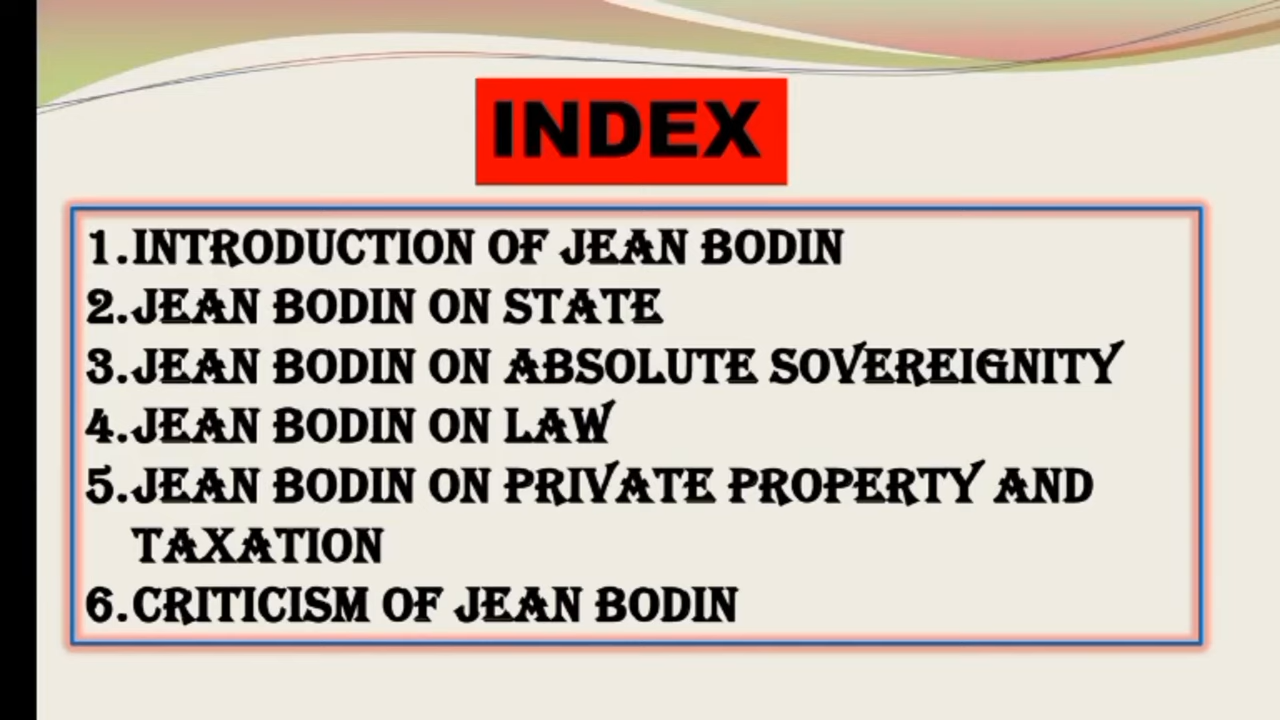 INDEX
1.INTRODUCTION OF JEAN BODIN
2.JEAN BODIN ON STATE
3.JEAN BODIN ON ABSOLUTE SOVEREIGNITY
4.JEAN BODIN ON LAW
5.JEAN BODIN ON PRIVATE PROPERTY AND
TAXATION
6.CRITICISM OF JEAN BODIN